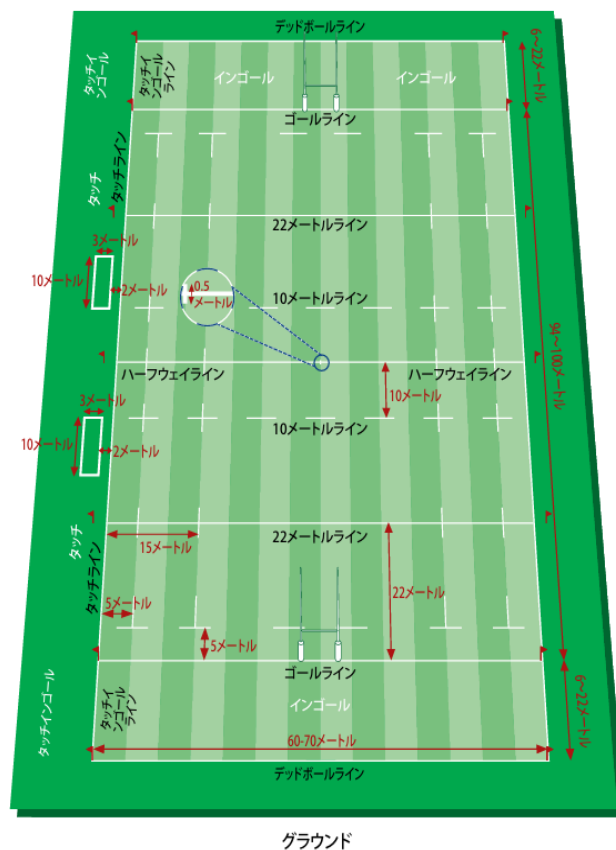 デッドボールライン
6～22メートル
タッチイ
ンゴール
タッチイ
ンゴール
ライン
インゴール
インゴール
ゴールライン
タッチ
タッチライン
22メートルライン
3メートル
10メートル
2メートル
0.5
メートル
10メートルライン
94～100メートル
ハーフウェイライン
ハーフウェイライン
3メートル
10メートル
10メートル
2メートル
10メートルライン
タッチ
タッチライン
22メートルライン
15メートル
22メートル
5メートル
5メートル
ゴールライン
タッチインゴール
タッチイ
ンゴール
ライン
インゴール
6～22メートル
60-70メートル
デッドボールライン
グラウンド